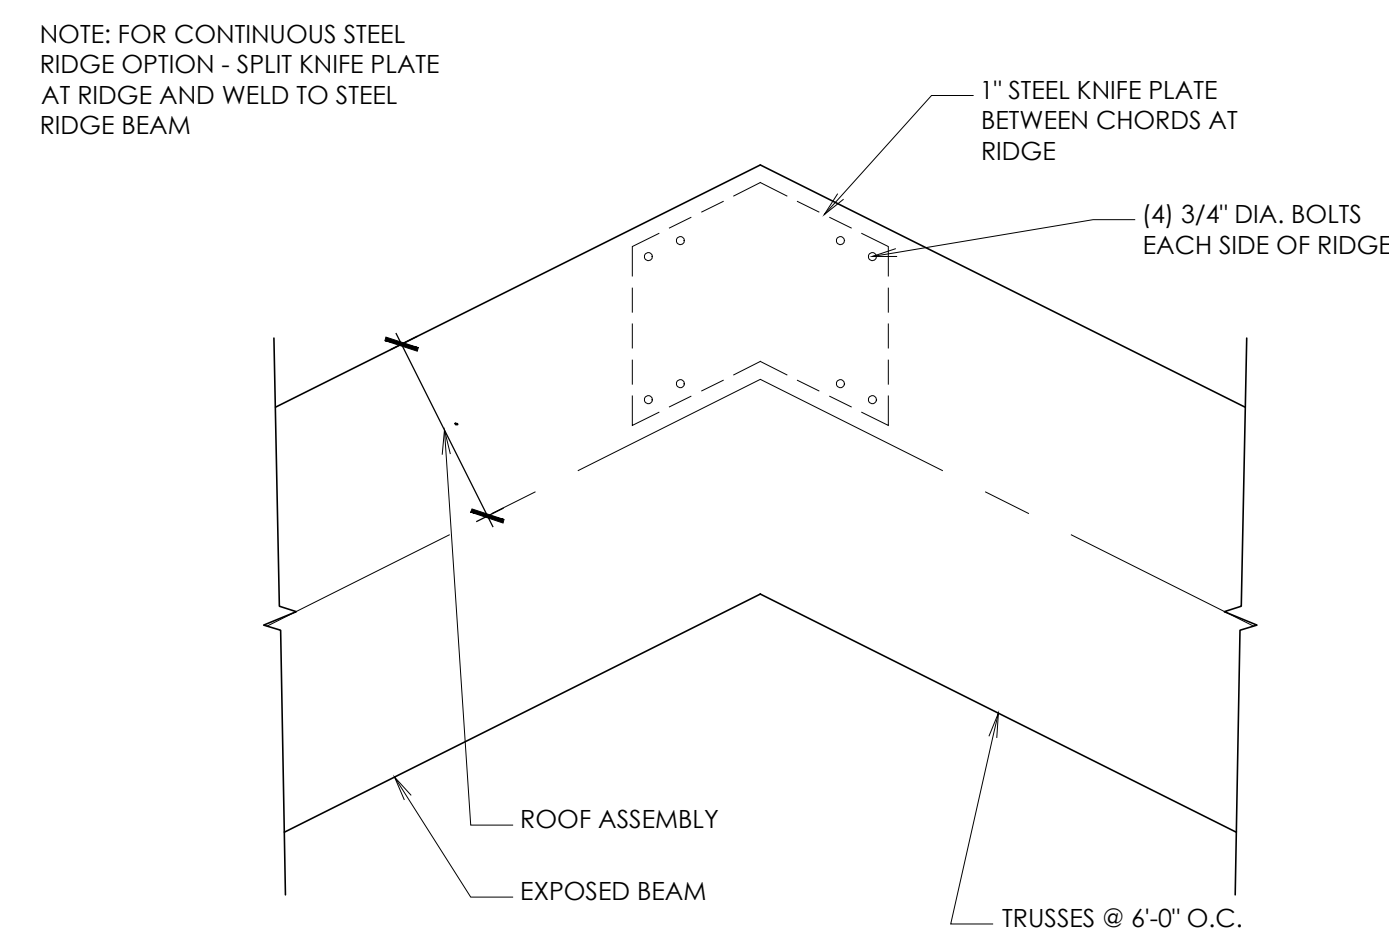 NOTE: FOR CONTINUOUS STEEL
RIDGE OPTION - SPLIT KNIFE PLATE
AT RIDGE AND WELD TO STEEL
RIDGE BEAM
1" STEEL KNIFE PLATE
BETWEEN CHORDS AT
RIDGE
(4) 3/4" DIA. BOLTS
EACH SIDE OF RIDGE
ROOF ASSEMBLY
EXPOSED BEAM
TRUSSES @ 6'-0" O.C.